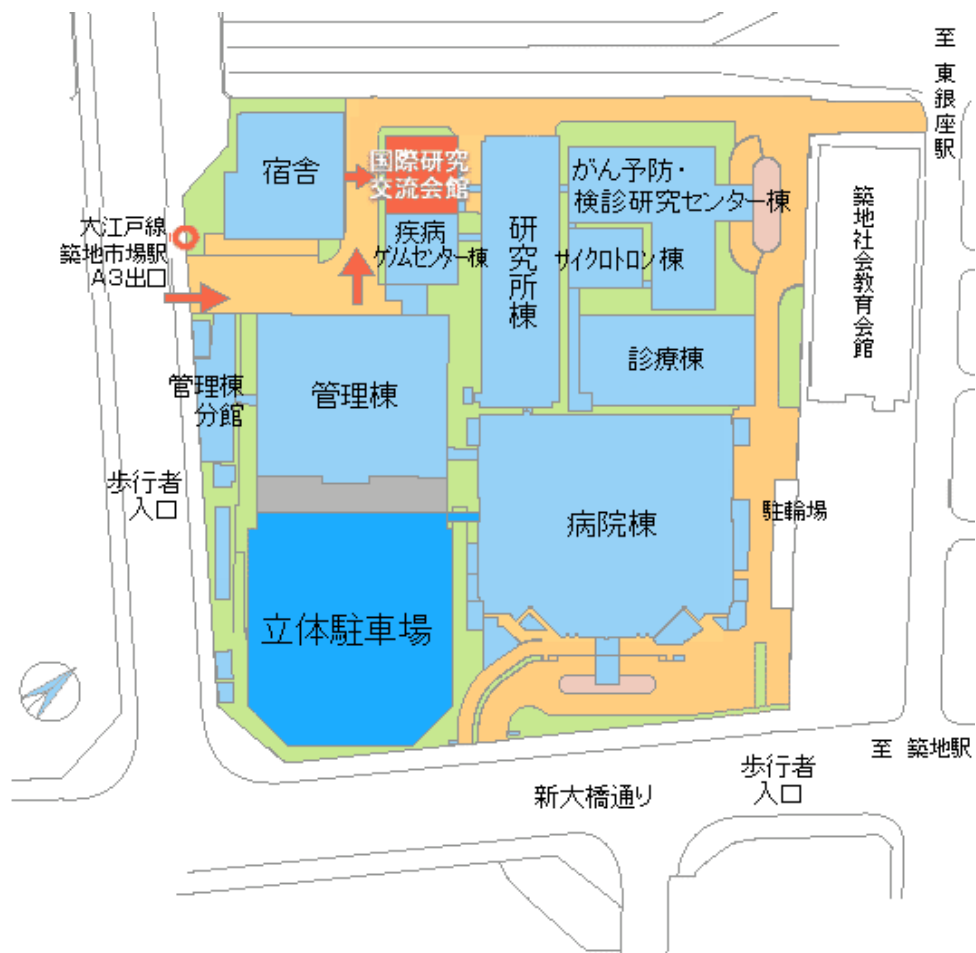 至
東
銀
座
駅
宿舎
国際研究
交流会館
がん予防・
検診研究センター棟
大江戸線
築地市場駅
A3出口
疾病
ゲノムセンター棟
研究所棟
サイクロトロン棟
築地社会教育会館
診療棟
管理棟
分館
管理棟
歩行者
入口
駐輪場
病院棟
立体駐車場
至 築地駅
歩行者
入口
新大橋通り